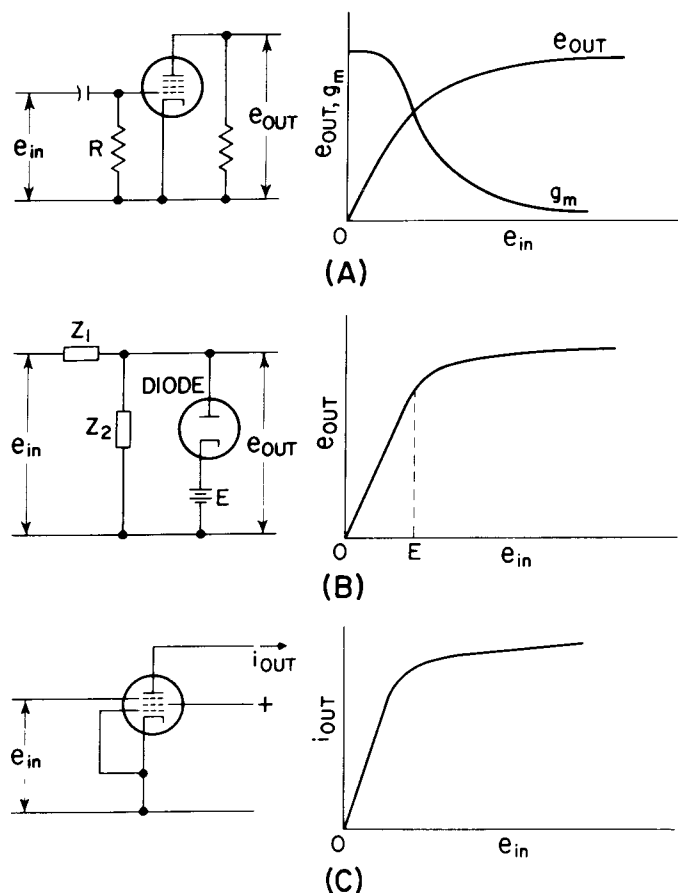 e_in
R
e_OUT
e_OUT, g_m
e_OUT
g_m
O
e_in
(A)
Z_1
DIODE
Z_2
e_in
E
e_OUT
e_OUT
O
E
e_in
(B)
i_OUT
+
e_in
i_OUT
O
e_in
(C)